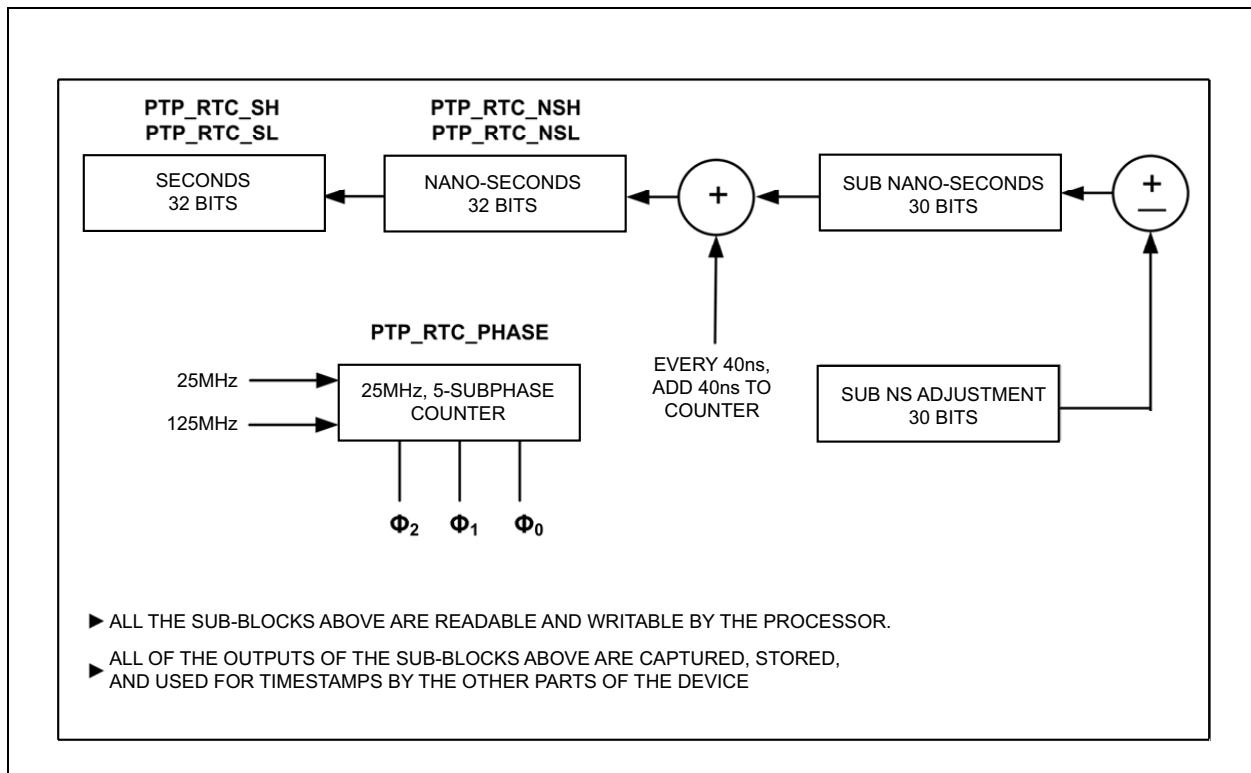 PTP_RTC_SH
PTP_RTC_SL
SECONDS
32 BITS
PTP_RTC_NSH
PTP_RTC_NSL
NANO-SECONDS
32 BITS
+
SUB NANO-SECONDS
30 BITS
+
—
PTP_RTC_PHASE
25MHz
125MHz
25MHz, 5-SUBPHASE
COUNTER
Φ2 Φ1 Φ0
EVERY 40ns,
ADD 40ns TO
COUNTER
SUB NS ADJUSTMENT
30 BITS
► ALL THE SUB-BLOCKS ABOVE ARE READABLE AND WRITABLE BY THE PROCESSOR.
► ALL OF THE OUTPUTS OF THE SUB-BLOCKS ABOVE ARE CAPTURED, STORED,
AND USED FOR TIMESTAMPS BY THE OTHER PARTS OF THE DEVICE